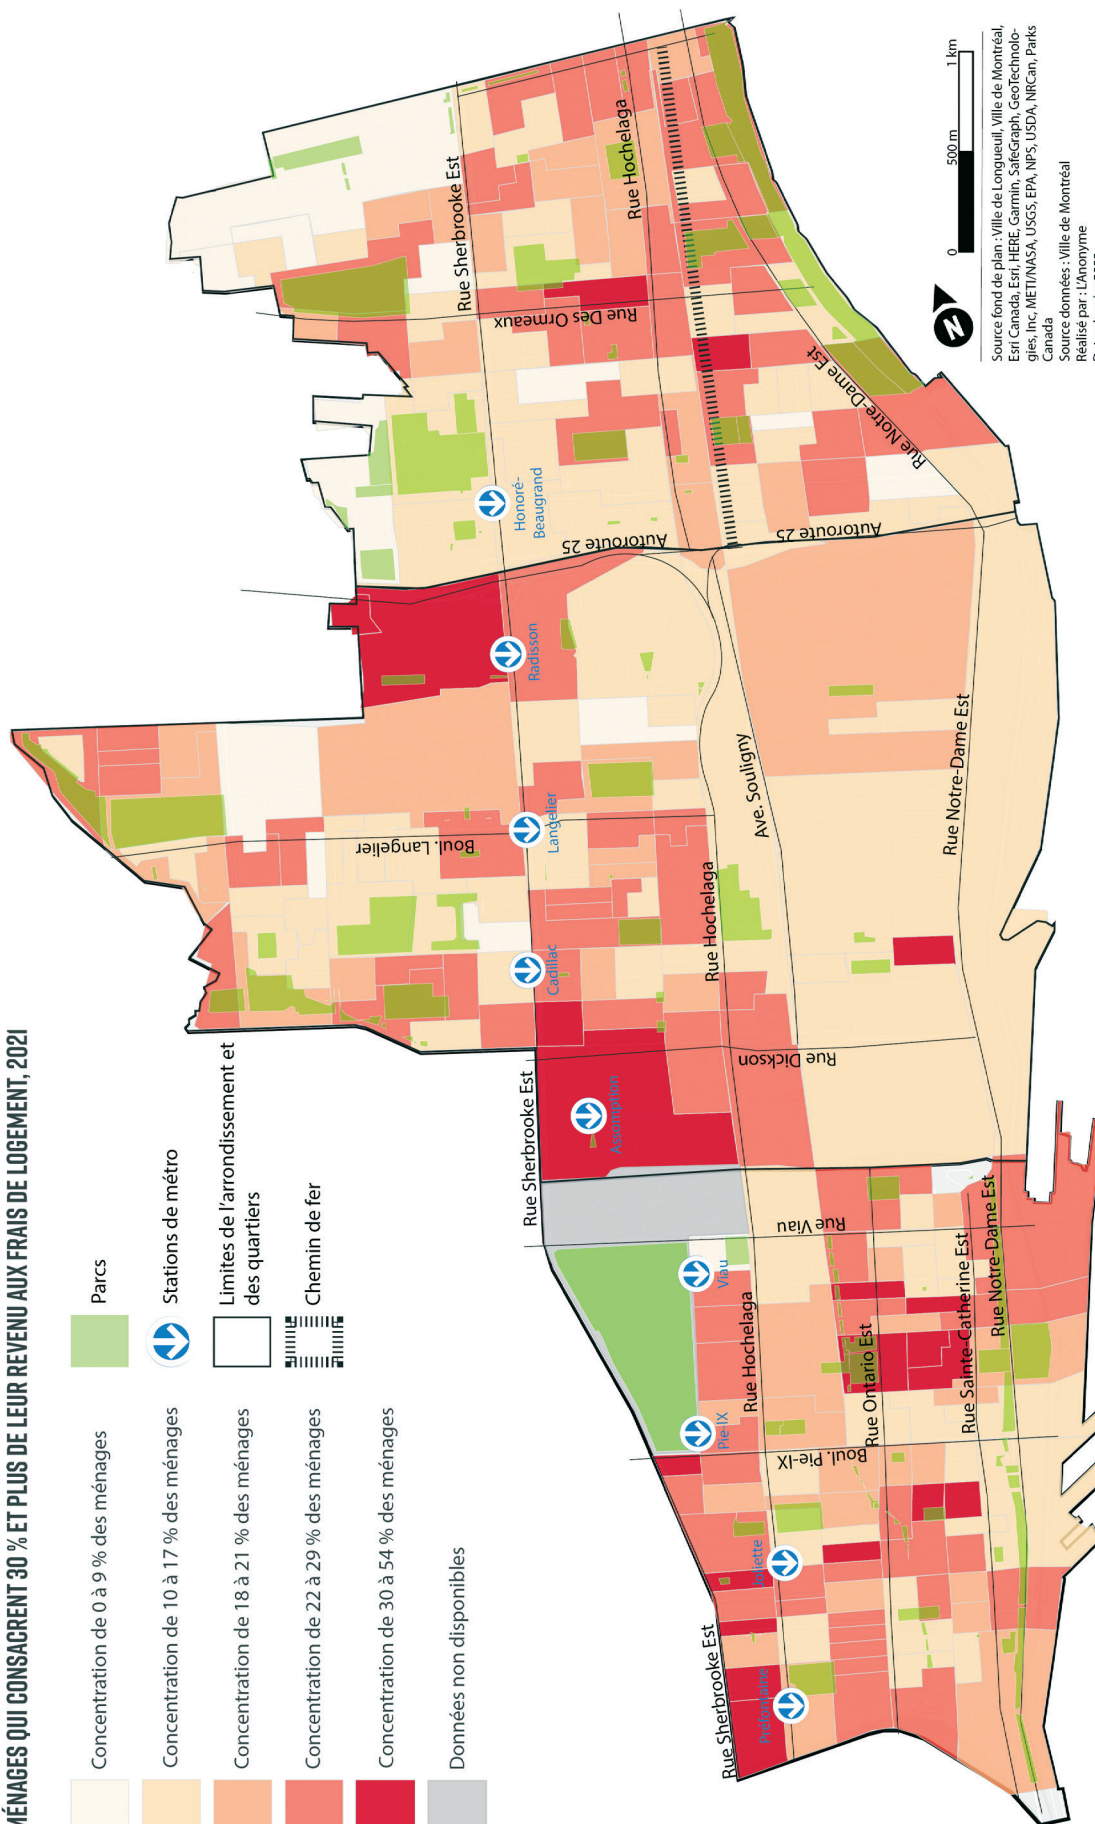 MÉNAGES QUI CONSACRENT 30 % ET PLUS DE LEUR REVENU AUX FRAIS DE LOGEMENT, 2021
Concentration de 0 à 9 % des ménages
Concentration de 10 à 17 % des ménages
Concentration de 18 à 21 % des ménages
Concentration de 22 à 29 % des ménages
Concentration de 30 à 54 % des ménages
Données non disponibles
Parcs
Stations de métro
Limites de l'arrondissement et
des quartiers
Chemin de fer
Rue Sherbrooke Est
Préfontaine
Joliette
Pie-IX
Boul. Pie-IX
Viau
Rue Viau
Rue Hochelaga
Rue Ontario Est
Rue Sainte-Catherine Est
Rue Notre-Dame Est
Rue Sherbrooke Est
Assomption
Rue Dickson
Cadillac
Langelier
Boul. Langelier
Radisson
Rue Hochelaga
Ave. Souligny
Rue Notre-Dame Est
Autoroute 25
Autoroute 25
Honoré-
Beaugrand
Rue Sherbrooke Est
Rue Des Ormeaux
Rue Hochelaga
Rue Notre-Dame Est
N
0
500 m
1 km
Source fond de plan : Ville de Longueuil, Ville de Montréal,
Esri Canada, Esri, HERE, Garmin, SafeGraph, GeoTechnolo-
gies, Inc, METI/NASA, USGS, EPA, NPS, USDA, NRCan, Parks
Canada
Source données : Ville de Montréal
Réalisé par : L'Anonyme